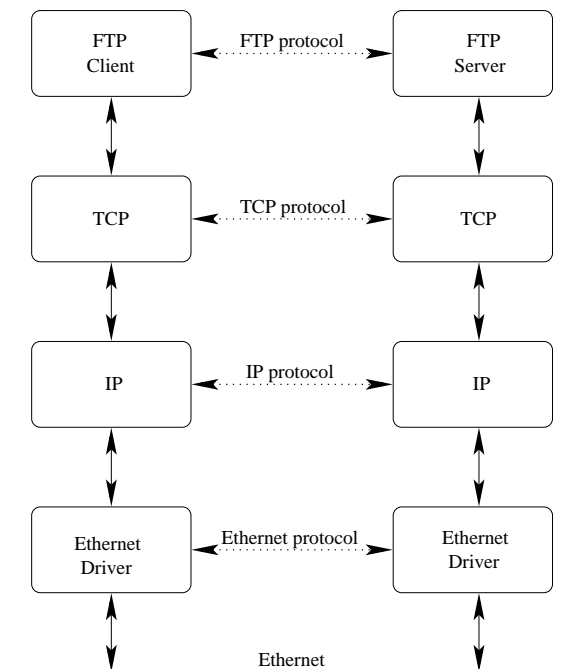 FTP
Client
FTP protocol
FTP
Server
TCP
TCP protocol
TCP
IP
IP protocol
IP
Ethernet
Driver
Ethernet protocol
Ethernet
Driver
Ethernet